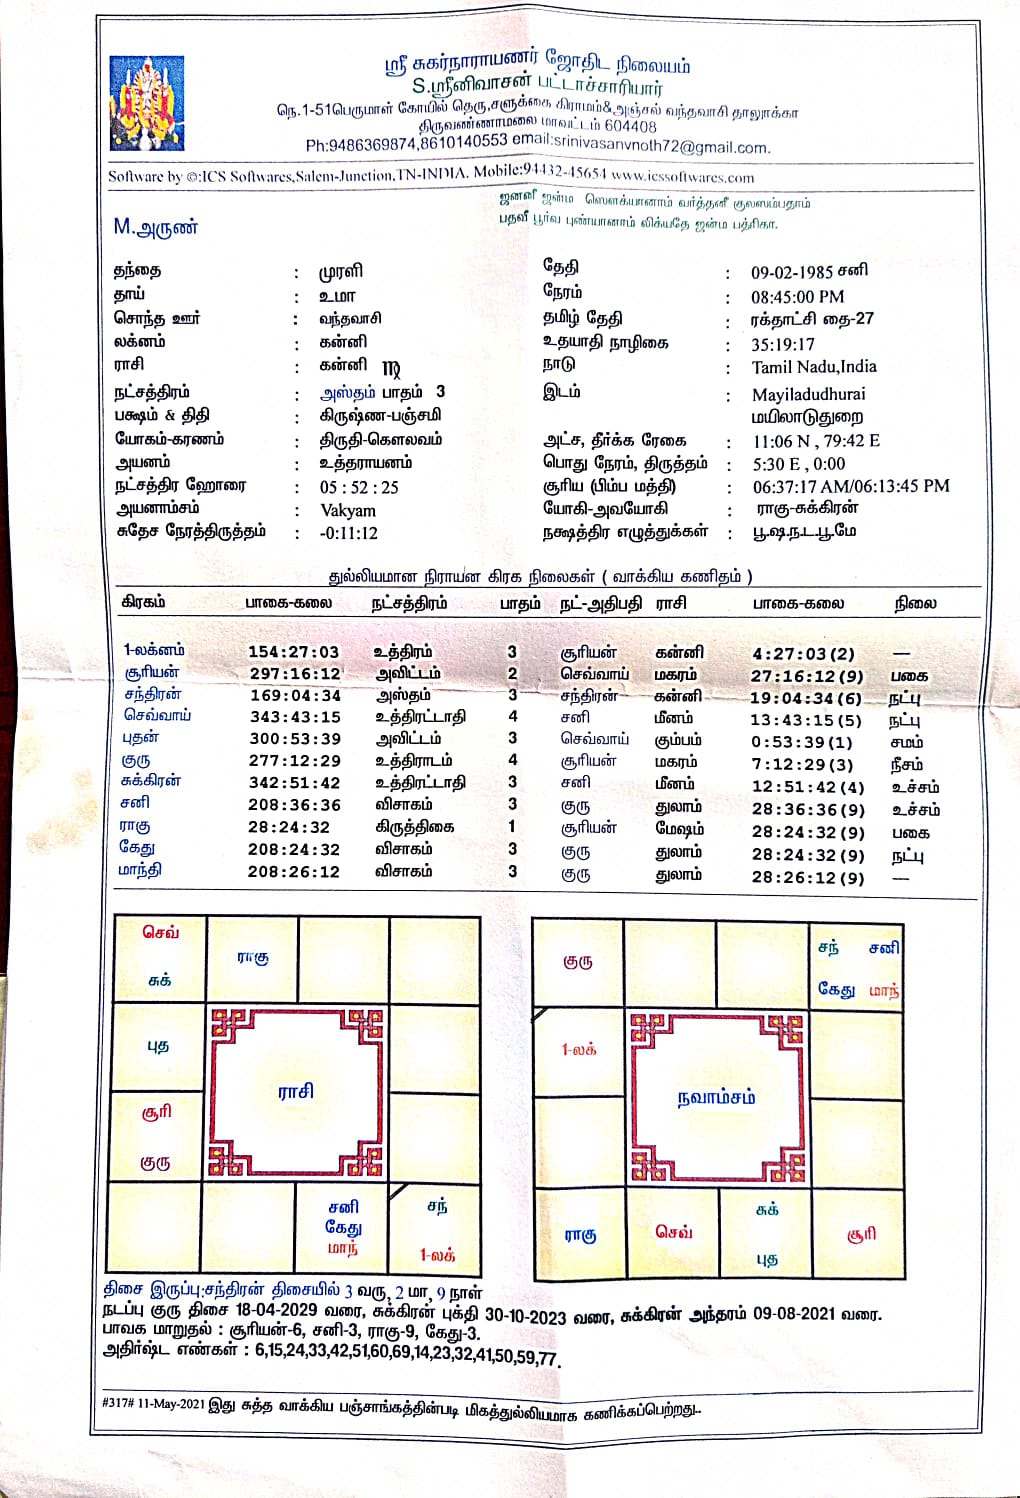 ஸ்ரீ சுகர்நாராயணர் ஜோதிட நிலையம்
S.ஸ்ரீனிவாசன் பட்டாச்சாரியார்
நெ.1-51பெருமாள் கோயில் தெரு,சளுக்கை கிராமம்&அஞ்சல் வந்தவாசி தாலூக்கா
திருவண்ணாமலை மாவட்டம் 604408
Ph:9486369874,8610140553 email:srinivasanvnoth72@gmail.com.
Software by ©:ICS Softwares,Salem-Junction,TN-INDIA. Mobile:94432-45654 www.icssoftwares.com
ஜனனீ ஜன்ம ஸௌக்யானாம் வர்த்தனீ குலஸம்பதாம்
பதவீ பூர்வ புண்யானாம் லிக்யதே ஜன்ம பத்ரிகா.
M.அருண்
தந்தை : முரளி தேதி : 09-02-1985 சனி
தாய் : உமா நேரம் : 08:45:00 PM
சொந்த ஊர் : வந்தவாசி தமிழ் தேதி : ரக்தாட்சி தை-27
லக்னம் : கன்னி உதயாதி நாழிகை : 35:19:17
ராசி : கன்னி ♍ நாடு : Tamil Nadu,India
நட்சத்திரம் : அஸ்தம் பாதம் 3 இடம் : Mayiladudhurai
பக்ஷம் & திதி : கிருஷ்ண-பஞ்சமி மயிலாடுதுறை
யோகம்-கரணம் : திருதி-கௌலவம் அட்ச, தீர்க்க ரேகை : 11:06 N , 79:42 E
அயனம் : உத்தராயனம் பொது நேரம், திருத்தம் : 5:30 E , 0:00
நட்சத்திர ஹோரை : 05 : 52 : 25 சூரிய (பிம்ப மத்தி) : 06:37:17 AM/06:13:45 PM
அயனாம்சம் : Vakyam யோகி-அவயோகி : ராகு-சுக்கிரன்
சுதேச நேரத்திருத்தம் : -0:11:12 நக்ஷத்திர எழுத்துக்கள் : பூ.ஷ.ந.ட.பூ.மே
துல்லியமான நிராயன கிரக நிலைகள் ( வாக்கிய கணிதம் )
கிரகம் பாகை-கலை நட்சத்திரம் பாதம் நட்-அதிபதி ராசி பாகை-கலை நிலை
1-லக்னம் 154:27:03 உத்திரம் 3 சூரியன் கன்னி 4:27:03(2) —
சூரியன் 297:16:12 அவிட்டம் 2 செவ்வாய் மகரம் 27:16:12(9) பகை
சந்திரன் 169:04:34 அஸ்தம் 3 சந்திரன் கன்னி 19:04:34(6) நட்பு
செவ்வாய் 343:43:15 உத்திரட்டாதி 4 சனி மீனம் 13:43:15(5) நட்பு
புதன் 300:53:39 அவிட்டம் 3 செவ்வாய் கும்பம் 0:53:39(1) சமம்
குரு 277:12:29 உத்திராடம் 4 சூரியன் மகரம் 7:12:29(3) நீசம்
சுக்கிரன் 342:51:42 உத்திரட்டாதி 3 சனி மீனம் 12:51:42(4) உச்சம்
சனி 208:36:36 விசாகம் 3 குரு துலாம் 28:36:36(9) உச்சம்
ராகு 28:24:32 கிருத்திகை 1 சூரியன் மேஷம் 28:24:32(9) பகை
கேது 208:24:32 விசாகம் 3 குரு துலாம் 28:24:32(9) நட்பு
மாந்தி 208:26:12 விசாகம் 3 குரு துலாம் 28:26:12(9) —
செவ்
சுக்
ராகு
புத
சூரி
குரு
ராசி
சனி
கேது
மாந்
சந்
1-லக்
குரு
சந் சனி
கேது மாந்
1-லக்
நவாம்சம்
ராகு
செவ்
சுக்
புத
சூரி
திசை இருப்பு:சந்திரன் திசையில் 3 வரு, 2 மா, 9 நாள்
நடப்பு குரு திசை 18-04-2029 வரை, சுக்கிரன் புக்தி 30-10-2023 வரை, சுக்கிரன் அந்தரம் 09-08-2021 வரை.
பாவக மாறுதல் : சூரியன்-6, சனி-3, ராகு-9, கேது-3.
அதிர்ஷ்ட எண்கள் : 6,15,24,33,42,51,60,69,14,23,32,41,50,59,77.
#317# 11-May-2021 இது சுத்த வாக்கிய பஞ்சாங்கத்தின்படி மிகத்துல்லியமாக கணிக்கப்பெற்றது..